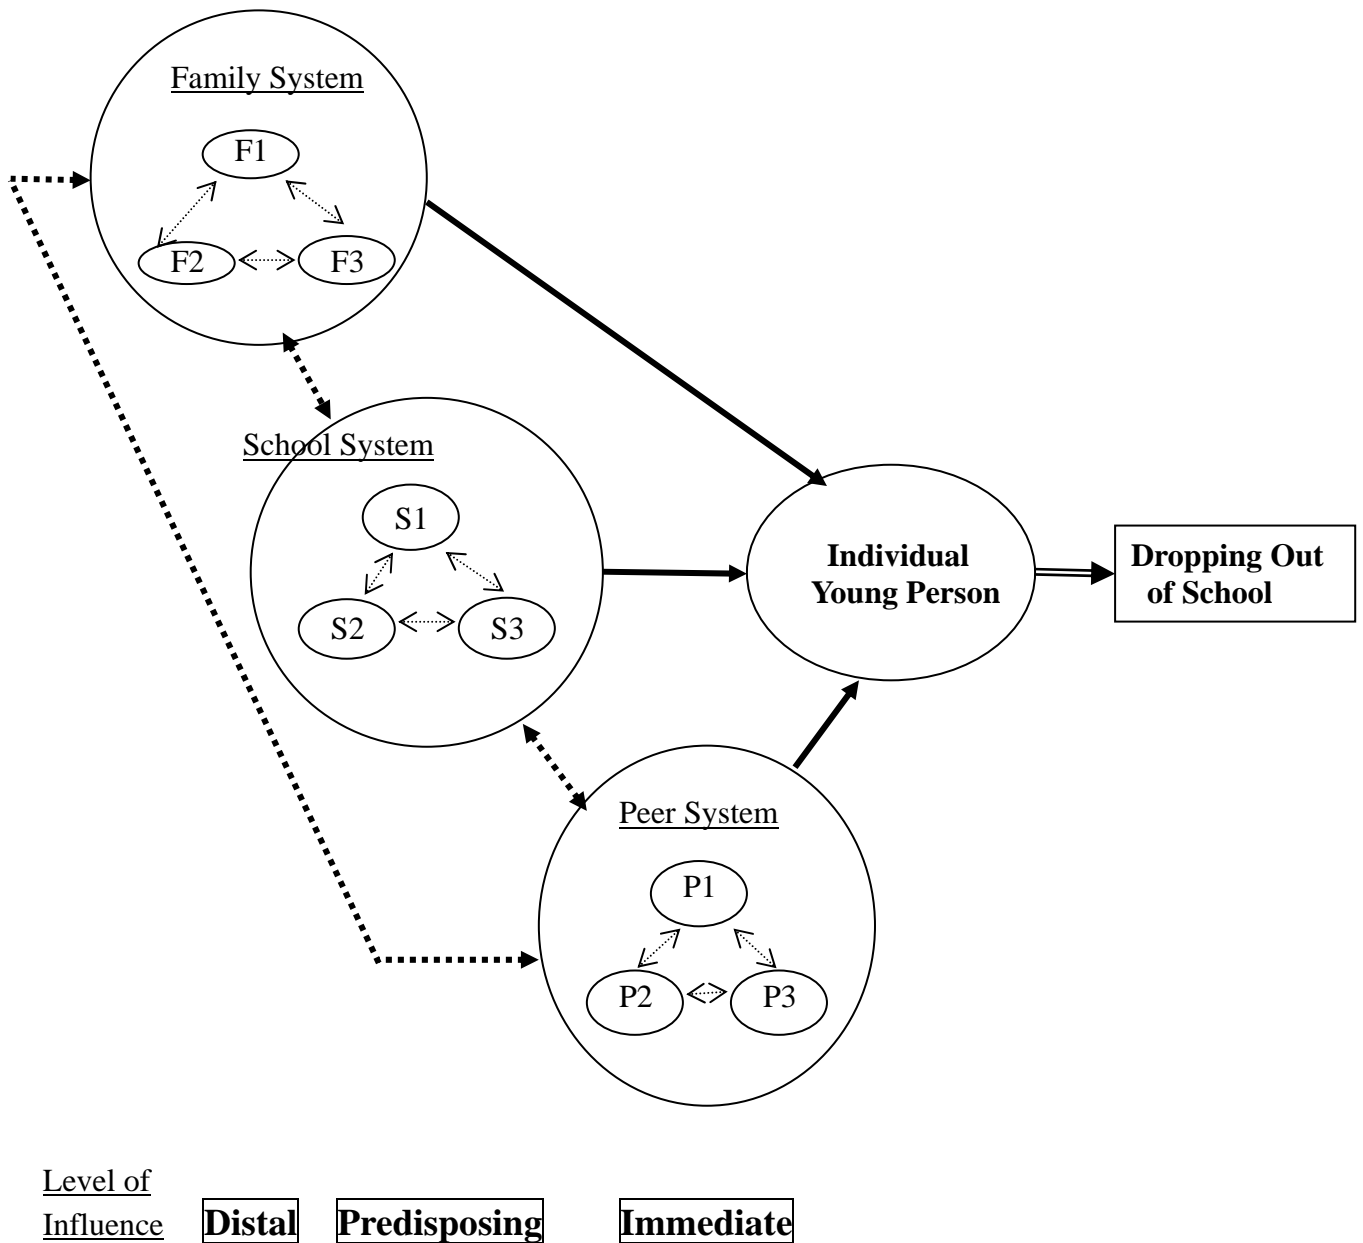 Family System
F1
F2
F3
School System
S1
S2
S3
Individual
Young Person
Dropping Out
of School
Peer System
P1
P2
P3
Level of
Influence
Distal
Predisposing
Immediate